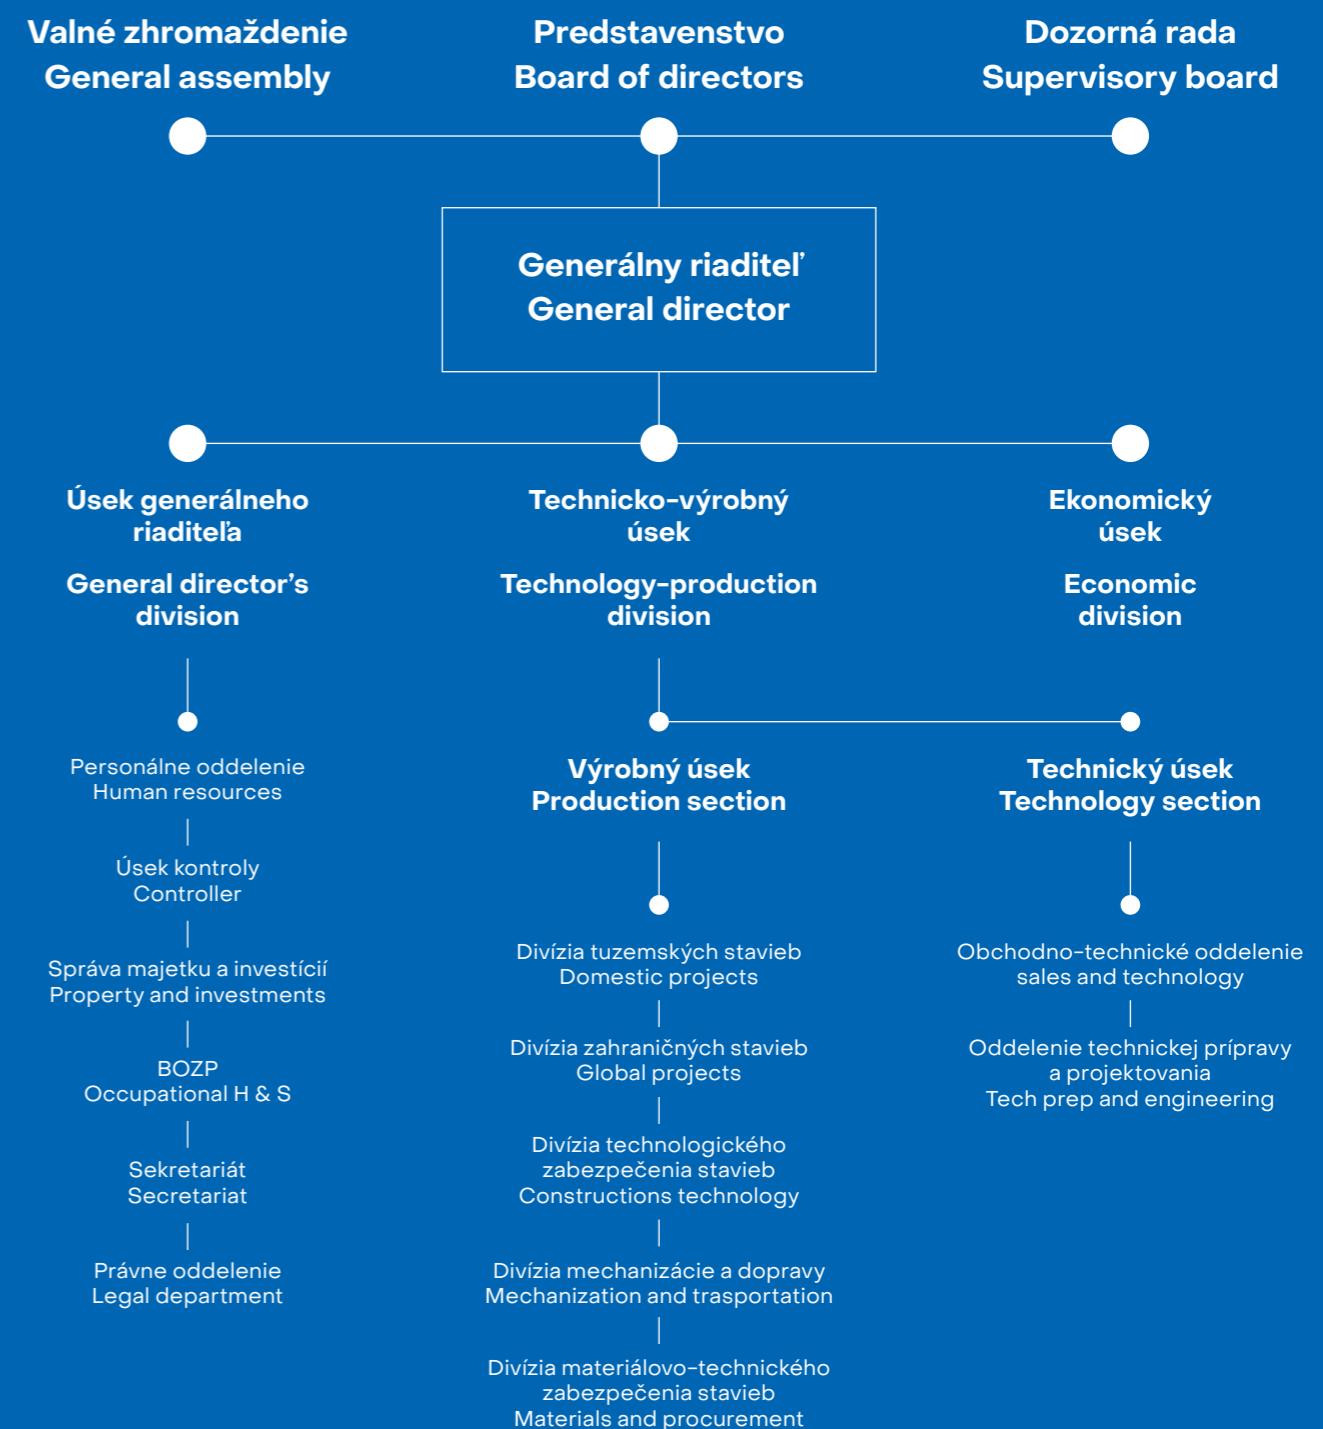 Valné zhromaždenie
General assembly
Predstavenstvo
Board of directors
Dozorná rada
Supervisory board
Generálny riaditeľ
General director
Úsek generálneho
riaditeľa
General director's
division
Technicko-výrobný
úsek
Technology-production
division
Ekonomický
úsek
Economic
division
Personálne oddelenie
Human resources
Úsek kontroly
Controller
Správa majetku a investícií
Property and investments
BOZP
Occupational H & S
Sekretariát
Secretariat
Právne oddelenie
Legal department
Výrobný úsek
Production section
Divízia tuzemských stavieb
Domestic projects
Divízia zahraničných stavieb
Global projects
Divízia technologického
zabezpečenia stavieb
Constructions technology
Divízia mechanizácie a dopravy
Mechanization and trasportation
Divízia materiálovo-technického
zabezpečenia stavieb
Materials and procurement
Technický úsek
Technology section
Obchodno-technické oddelenie
sales and technology
Oddelenie technickej prípravy
a projektovania
Tech prep and engineering